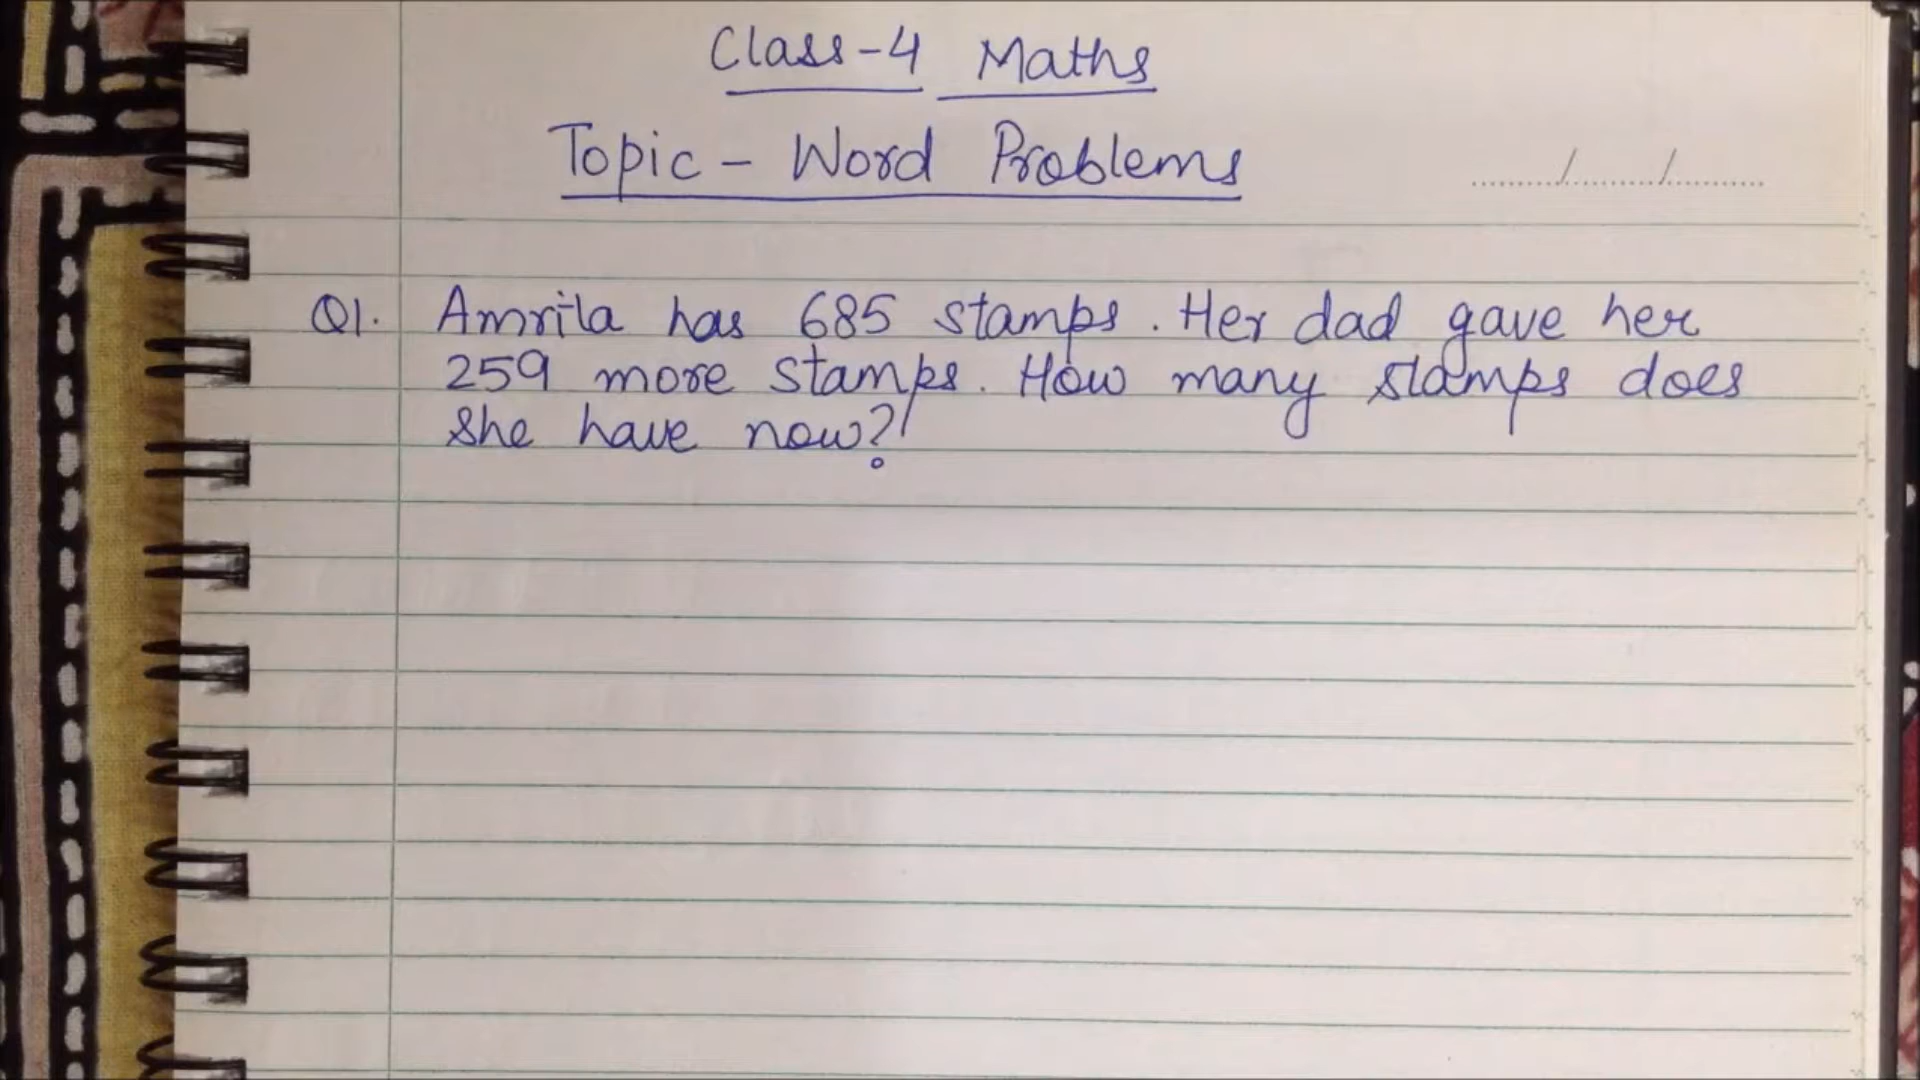 Class-4 Maths
Topic - Word Problems
Q1. Amrita has 685 stamps. Her dad gave her
259 more stamps. How many stamps does
she have now?